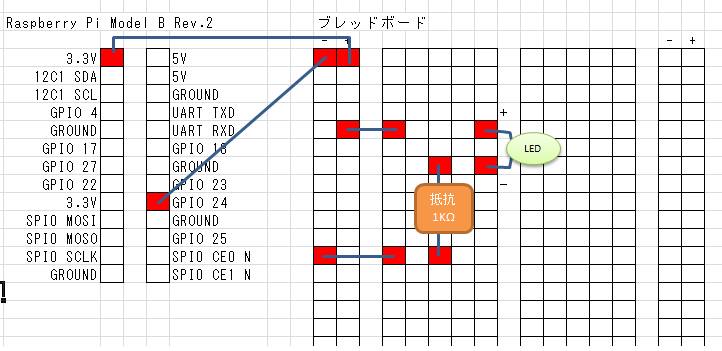 Raspberry Pi Model B Rev.2
ブレッドボード
- +
- +
3.3V 5V
12C1 SDA 5V
12C1 SCL GROUND
GPIO 4 UART TXD
+
GROUND UART RXD
GPIO 17 GPIO 18
LED
GPIO 27 GROUND
GPIO 22 GPIO 23
-
3.3V GPIO 24
抵抗
1KΩ
SPIO MOSI GROUND
SPIO MOSO GPIO 25
SPIO SCLK SPIO CE0 N
GROUND SPIO CE1 N